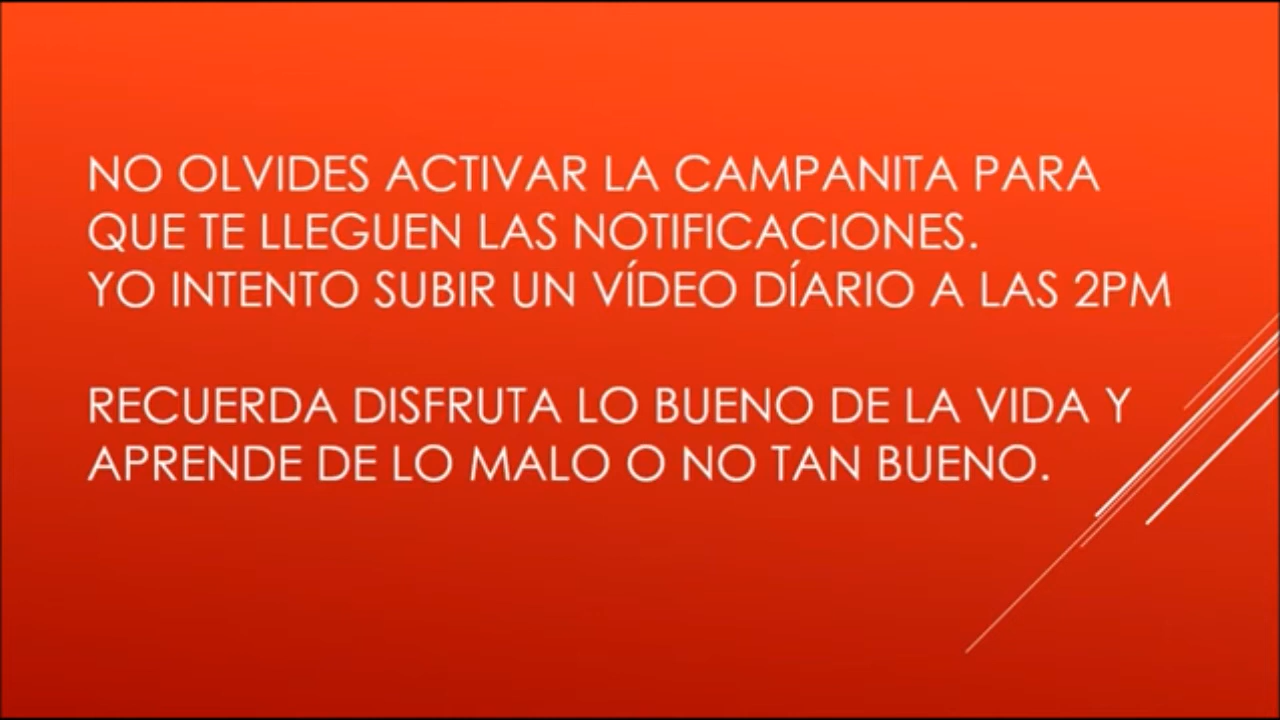 NO OLVIDES ACTIVAR LA CAMPANITA PARA
QUE TE LLEGUEN LAS NOTIFICACIONES.
YO INTENTO SUBIR UN VÍDEO DÍARIO A LAS 2PM
RECUERDA DISFRUTA LO BUENO DE LA VIDA Y
APRENDE DE LO MALO O NO TAN BUENO.